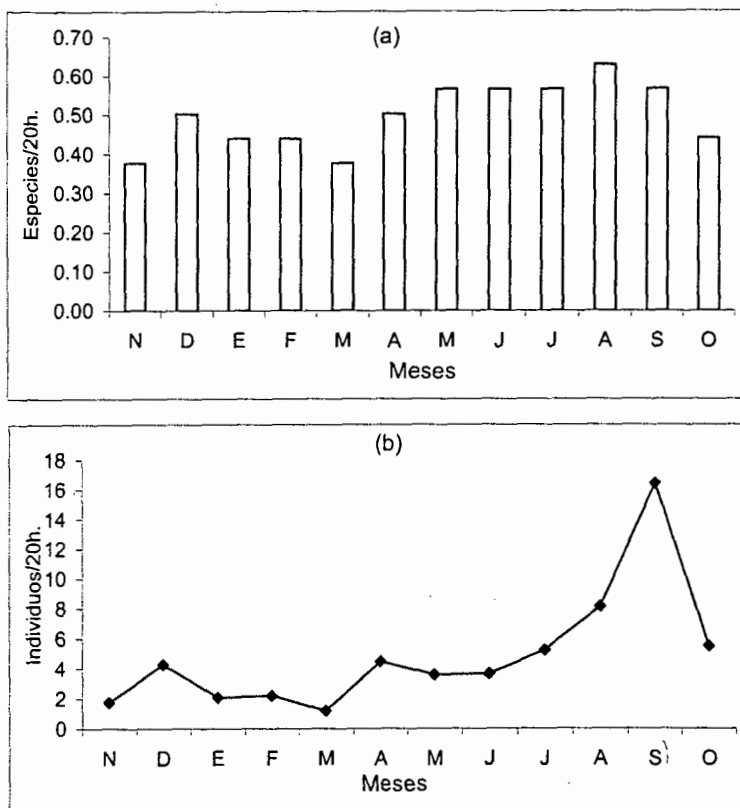 (a)
Especies/20h.
0.70
0.60
0.50
0.40
0.30
0.20
0.10
0.00
N D E F M A M J J A S O
Meses
(b)
Individuos/20h.
18
16
14
12
10
8
6
4
2
0
N D E F M A M J J A S O
Meses